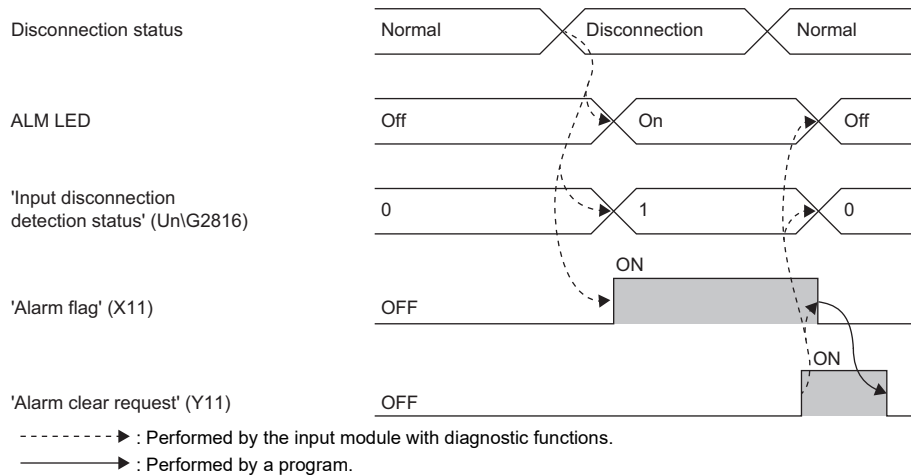 Disconnection status Normal Disconnection Normal
ALM LED Off On Off
'Input disconnection
detection status' (Un\G2816) 0 1 0
ON
'Alarm flag' (X11) OFF
ON
'Alarm clear request' (Y11) OFF
: Performed by the input module with diagnostic functions.
: Performed by a program.